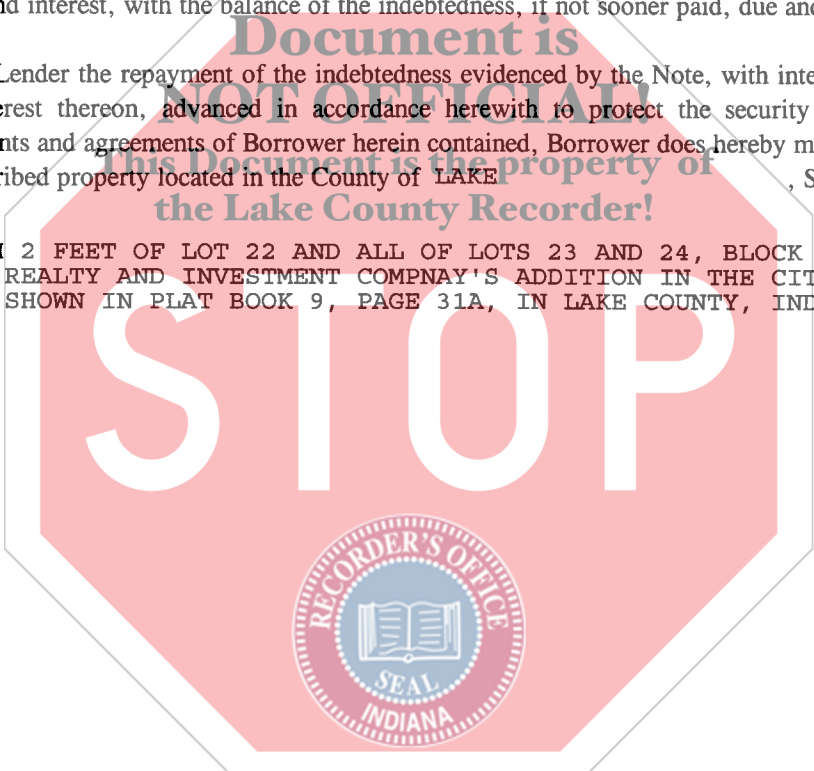 nd interest, with the balance of the indebtedness, if not sooner paid, due and
Document is
Lender the repayment of the indebtedness evidenced by the Note, with inte
erest thereon, advanced in accordance herewith to protect the security
NOT OFFICIAL!
nts and agreements of Borrower herein contained, Borrower does hereby m
This Document is the property of
ribed property located in the County of LAKE , S
the Lake County Recorder!
2 FEET OF LOT 22 AND ALL OF LOTS 23 AND 24, BLOCK
REALTY AND INVESTMENT COMPNAY'S ADDITION IN THE CIT
SHOWN IN PLAT BOOK 9, PAGE 31A, IN LAKE COUNTY, IND
STOP
RECORDER'S OFFICE
SEAL
INDIANA